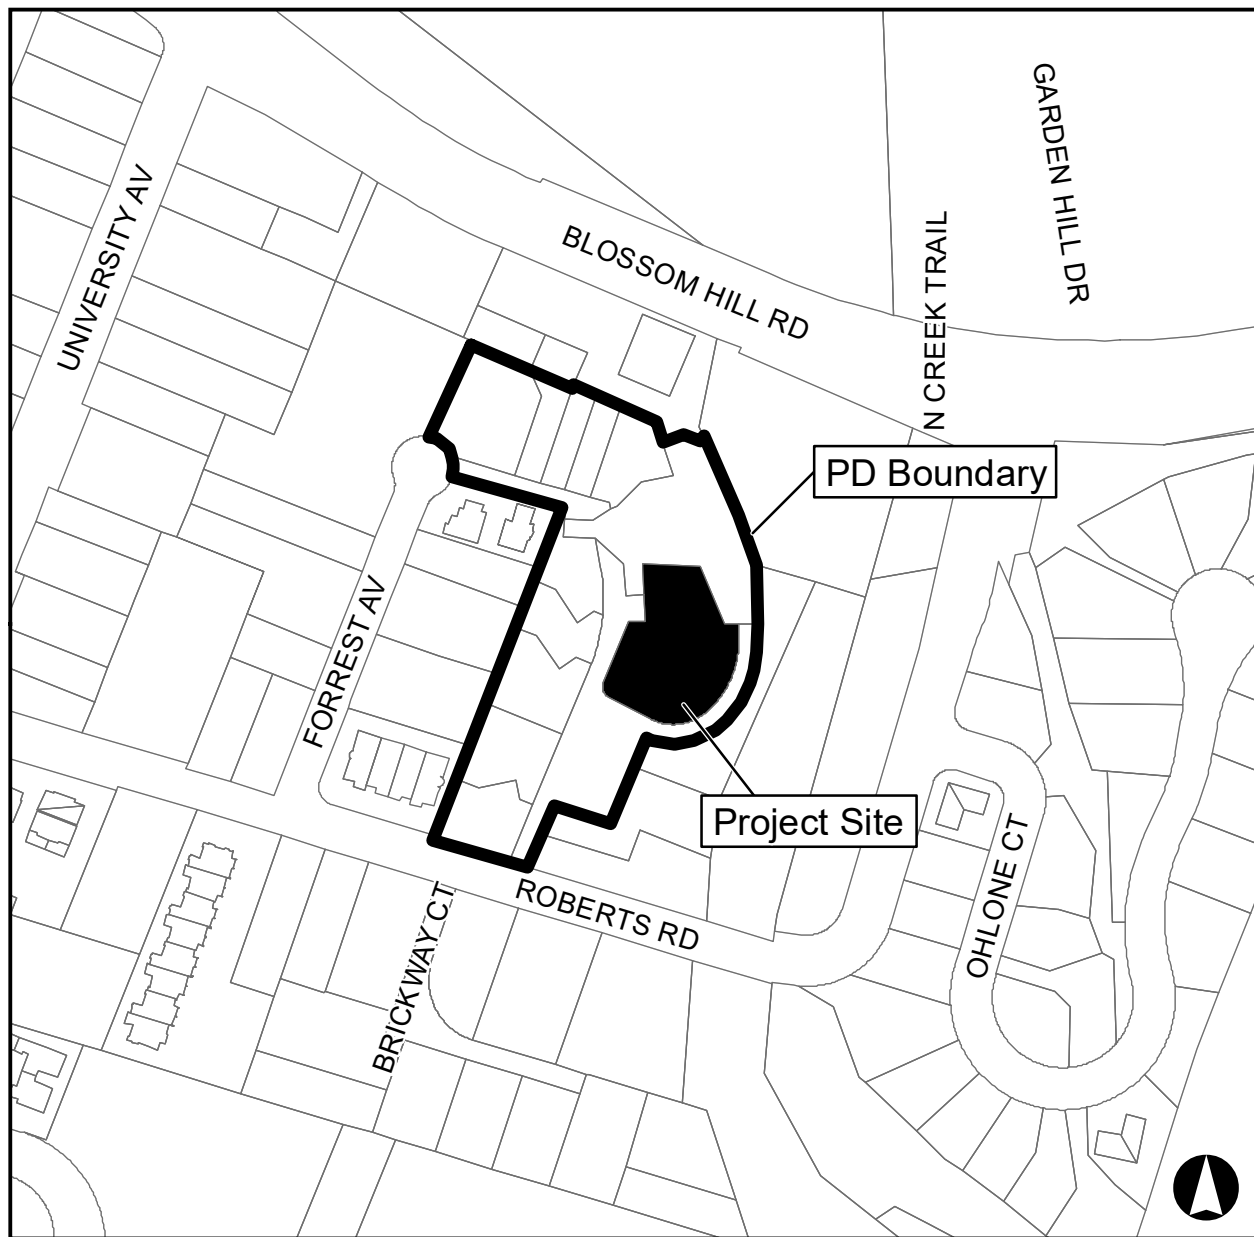 GARDEN HILL DR
UNIVERSITY AV
BLOSSOM HILL RD
N CREEK TRAIL
PD Boundary
FORREST AV
Project Site
OHLONE CT
ROBERTS RD
BRICKWAY CT